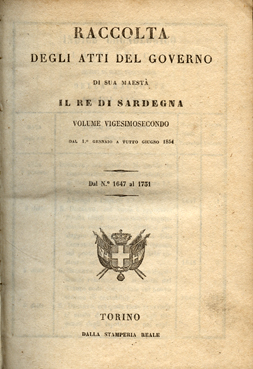 RACCOLTA
DEGLI ATTI DEL GOVERNO
DI SUA MAESTÀ
IL RE DI SARDEGNA
VOLUME VIGESIMOSECONDO
DAL 1.º GENNAIO A TUTTO GIUGNO 1854
Dal N.º 1647 al 1751
TORINO
DALLA STAMPERIA REALE